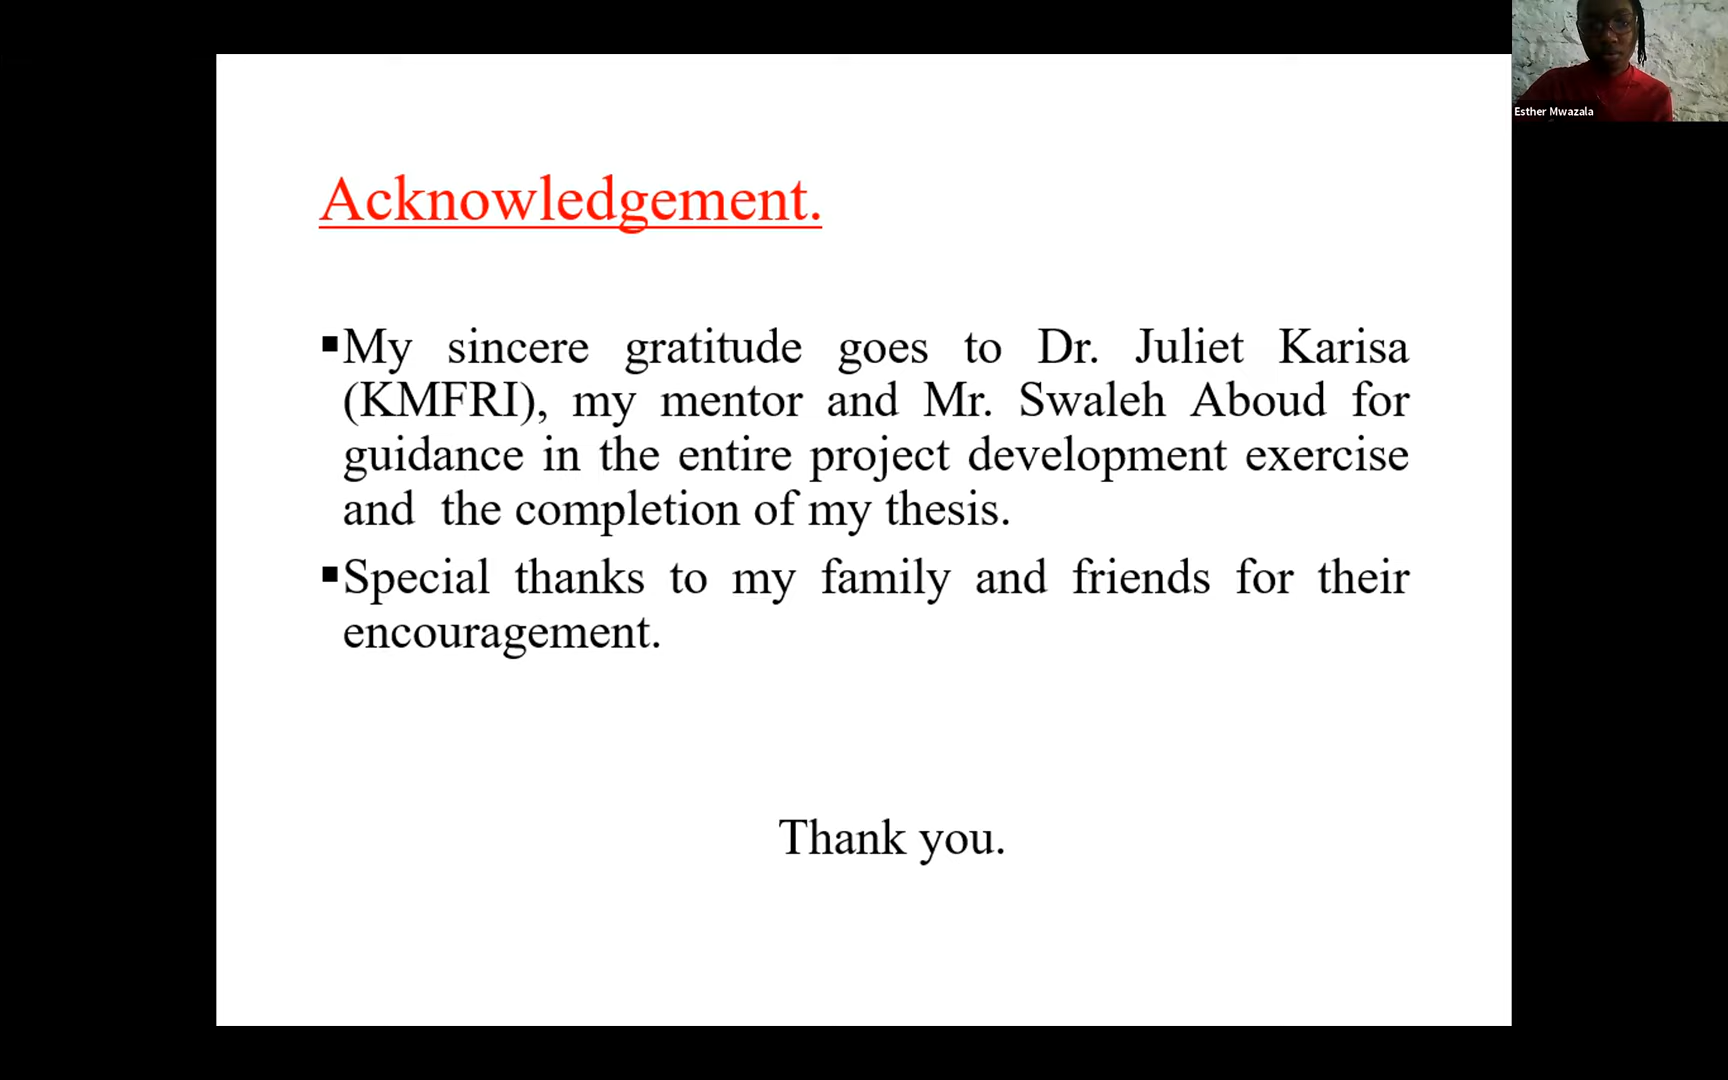 Esther Mwazala
Acknowledgement.
▪My sincere gratitude goes to Dr. Juliet Karisa
(KMFRI), my mentor and Mr. Swaleh Aboud for
guidance in the entire project development exercise
and  the completion of my thesis.
▪Special thanks to my family and friends for their
encouragement.
Thank you.